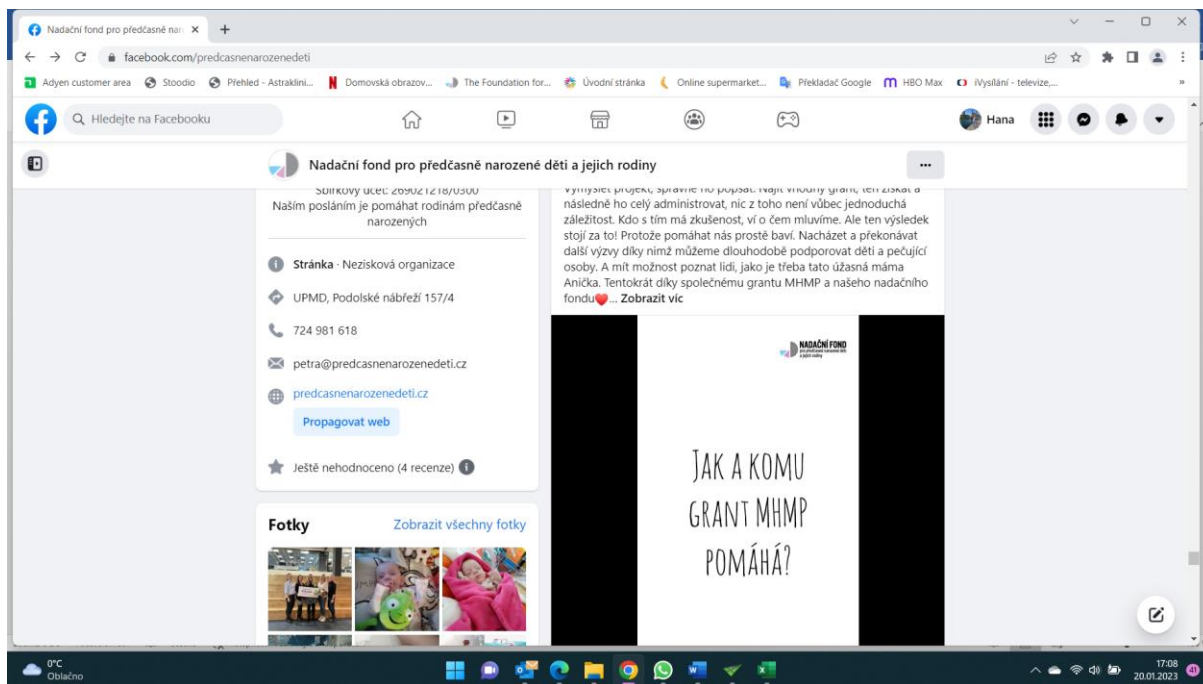 Nadační fond pro předčasně nar
facebook.com/predcasnenarozenedeti
Adyen customer area
Stoodio
Přehled - Astraklini...
Domovská obrazov...
The Foundation for...
Úvodní stránka
Online supermarket...
Překladač Google
HBO Max
iVysílání - televize,...
»
Hledejte na Facebooku
Hana
Nadační fond pro předčasně narozené děti a jejich rodiny
Sbírkový účet: 269021218/0300
Naším posláním je pomáhat rodinám předčasně
narozených
Stránka · Nezisková organizace
UPMD, Podolské nábřeží 157/4
724 981 618
petra@predcasnenarozenedeti.cz
predcasnenarozenedeti.cz
Propagovat web
Ještě nehodnoceno (4 recenze)
Fotky
Zobrazit všechny fotky
Vymyslet projekt, správně ho popsat. Najít vhodný grant, ten získat a
následně ho celý administrovat, nic z toho není vůbec jednoduchá
záležitost. Kdo s tím má zkušenost, ví o čem mluvíme. Ale ten výsledek
stojí za to! Protože pomáhat nás prostě baví. Nacházet a překonávat
další výzvy díky nimž můžeme dlouhodobě podporovat děti a pečující
osoby. A mít možnost poznat lidi, jako je třeba tato úžasná máma
Anička. Tentokrát díky společnému grantu MHMP a našeho nadačního
fondu❤️... Zobrazit víc
NADAČNÍ FOND
pro předčasně narozené děti
a jejich rodiny
JAK A KOMU
GRANT MHMP
POMÁHÁ?
0°C
Oblačno
17:08
20.01.2023
41